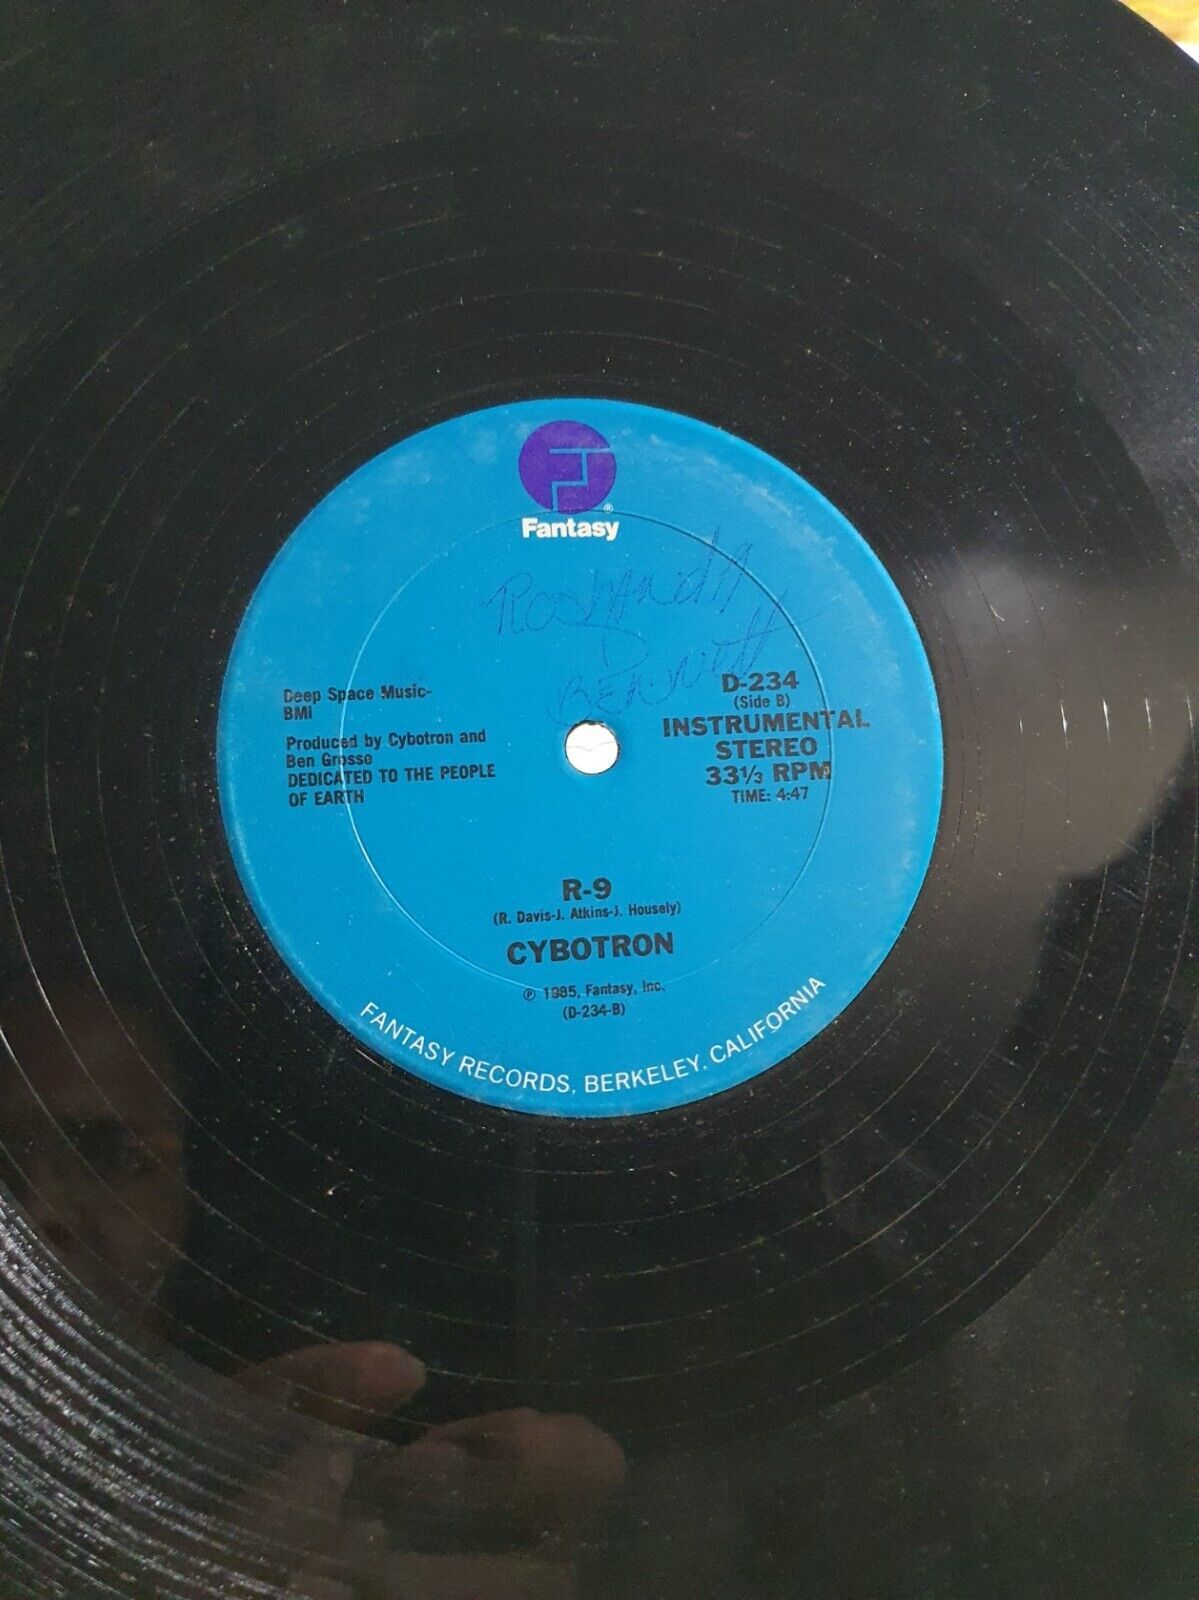 Fantasy
Deep Space Music-
BMI
Produced by Cybotron and
Ben Grosse
DEDICATED TO THE PEOPLE
OF EARTH
Bennett
D-234
(Side B)
INSTRUMENTAL
STEREO
33⅓ RPM
TIME: 4:47
R-9
(R. Davis-J. Atkins-J. Housely)
CYBOTRON
℗ 1985, Fantasy, Inc.
(D-234-B)
FANTASY RECORDS, BERKELEY, CALIFORNIA